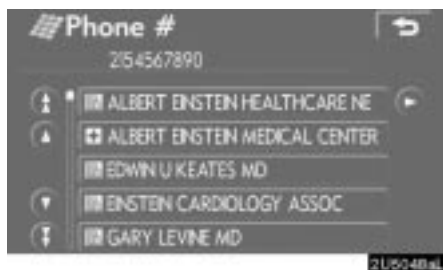 Phone #
2154567890
ALBERT EINSTEIN HEALTHCARE NE
ALBERT EINSTEIN MEDICAL CENTER
EDWIN U KEATES MD
EINSTEIN CARDIOLOGY ASSOC
GARY LEVINE MD
2U5048aL